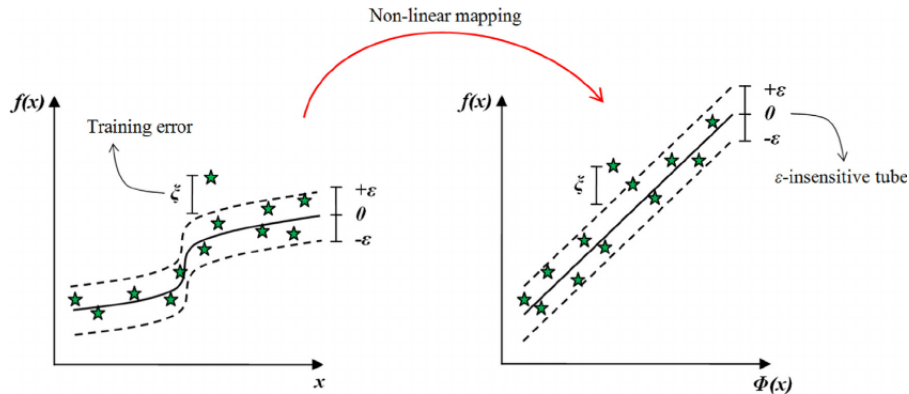 Non-linear mapping
f(x)
Training error
ξ
+ε
0
-ε
x
f(x)
ξ
+ε
0
-ε
ε-insensitive tube
Φ(x)